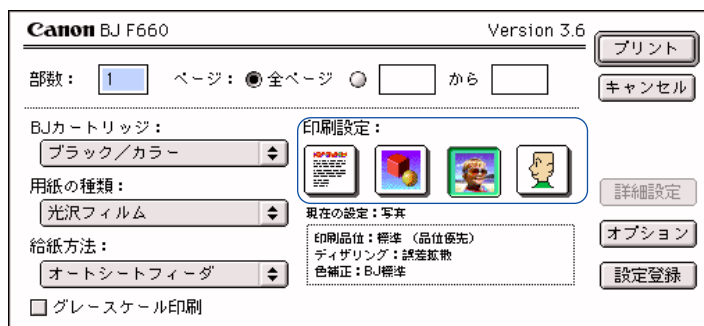 Canon BJ F660
Version 3.6
プリント
部数： 1 ページ： 全ページ から
キャンセル
BJカートリッジ：
ブラック／カラー
印刷設定：
用紙の種類：
光沢フィルム
詳細設定
現在の設定：写真
給紙方法：
オートシートフィーダ
印刷品位：標準 （品位優先）
ディザリング：誤差拡散
色補正：BJ標準
オプション
設定登録
グレースケール印刷